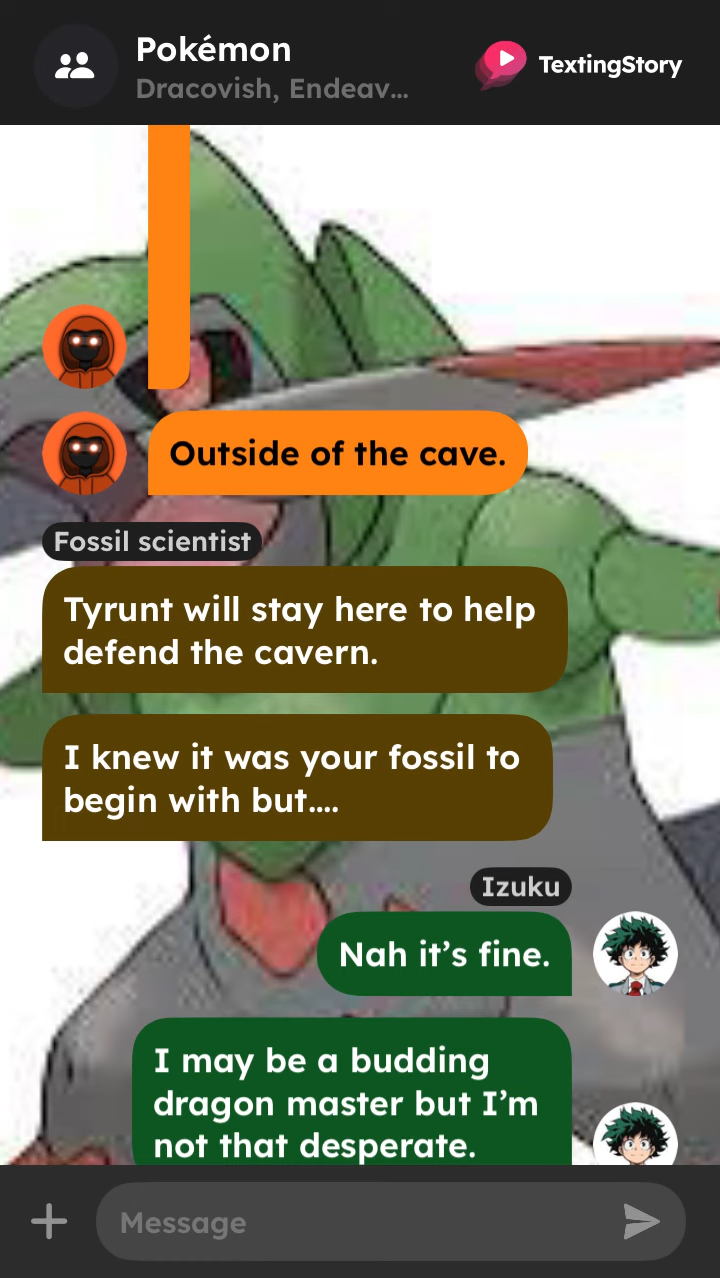 Pokémon
Dracovish, Endeav...
TextingStory
Outside of the cave.
Fossil scientist
Tyrunt will stay here to help
defend the cavern.
I knew it was your fossil to
begin with but....
Izuku
Nah it's fine.
I may be a budding
dragon master but I'm
not that desperate.
Message